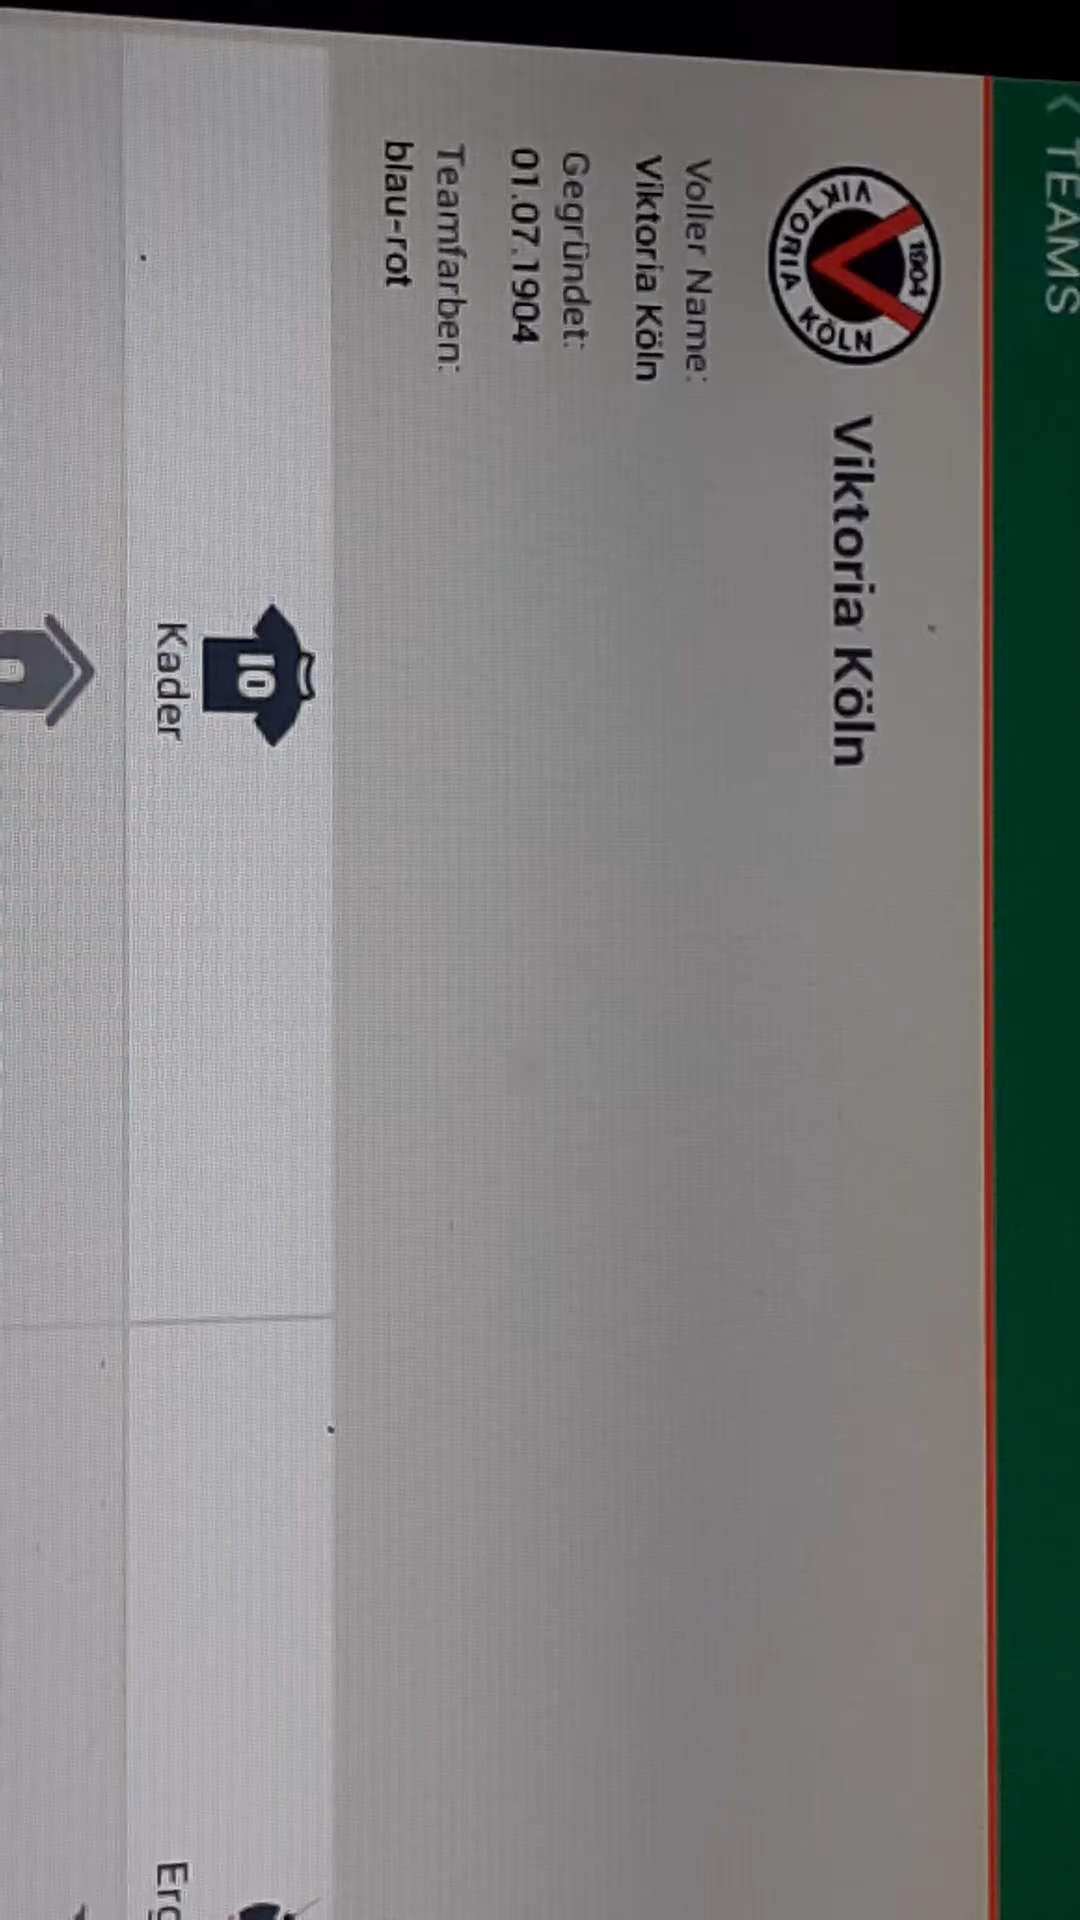 TEAMS
1904
VIKTORIA KÖLN
Viktoria Köln
Voller Name:
Viktoria Köln
Gegründet:
01.07.1904
Teamfarben:
blau-rot
10
Kader